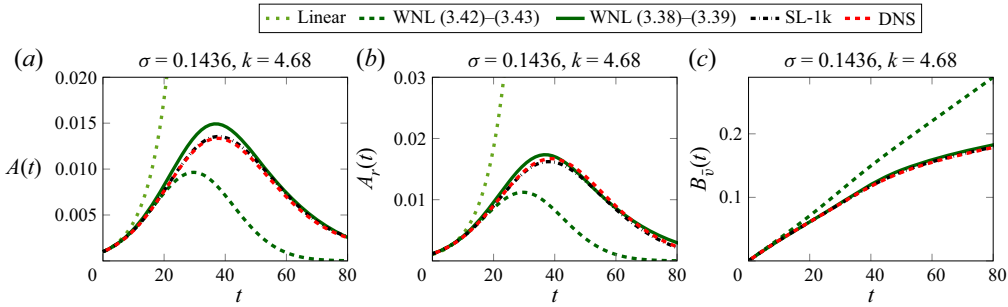 Linear WNL (3.42)–(3.43) WNL (3.38)–(3.39) SL-1k DNS
(a) σ = 0.1436, k = 4.68 (b) σ = 0.1436, k = 4.68 (c) σ = 0.1436, k = 4.68
0.020 0.03
0.015 0.02 0.2
A(t) 0.010 A_r(t) B_ṽ(t)
0.005 0.01 0.1
0 20 40 60 80 0 20 40 60 80 0 20 40 60 80
t t t